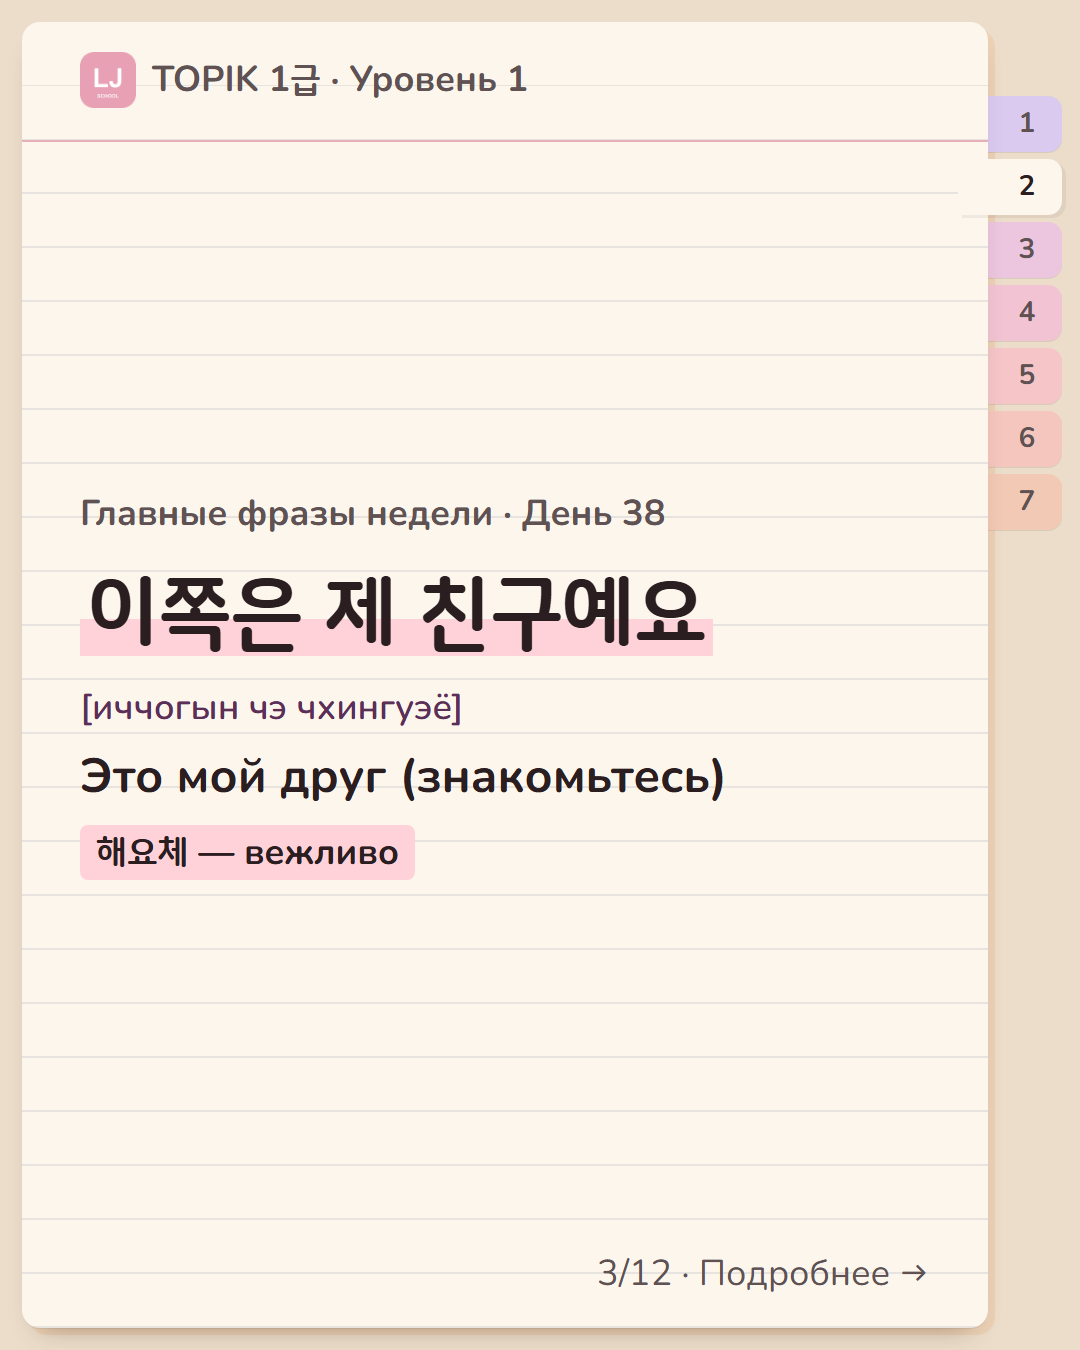 LJ
SCHOOL
TOPIK 1급 · Уровень 1
1
2
3
4
5
6
7
Главные фразы недели · День 38
이쪽은 제 친구예요
[иччогын чэ чхингуэё]
Это мой друг (знакомьтесь)
해요체 — вежливо
3/12 · Подробнее →